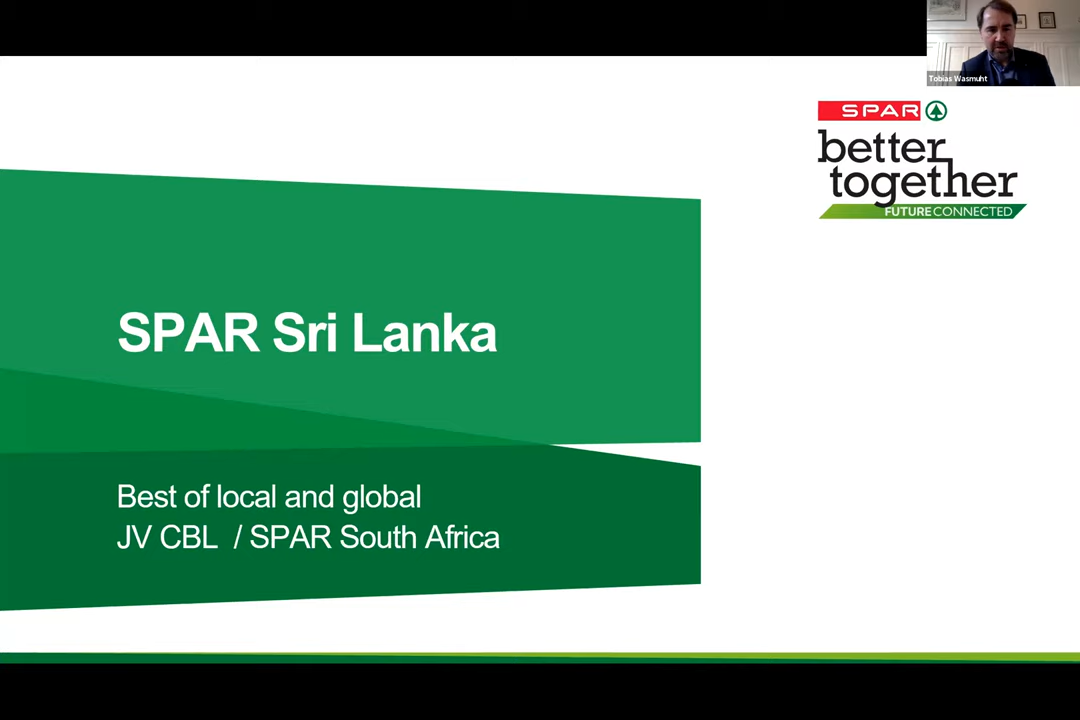 Tobias Wasmuht
SPAR
better
together
FUTURECONNECTED
SPAR Sri Lanka
Best of local and global
JV CBL / SPAR South Africa